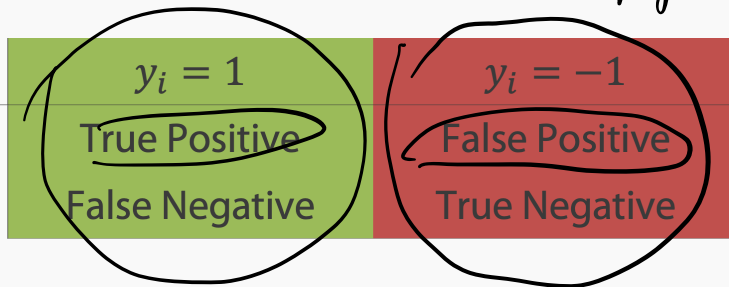 yᵢ = 1 yᵢ = −1
True Positive False Positive
False Negative True Negative